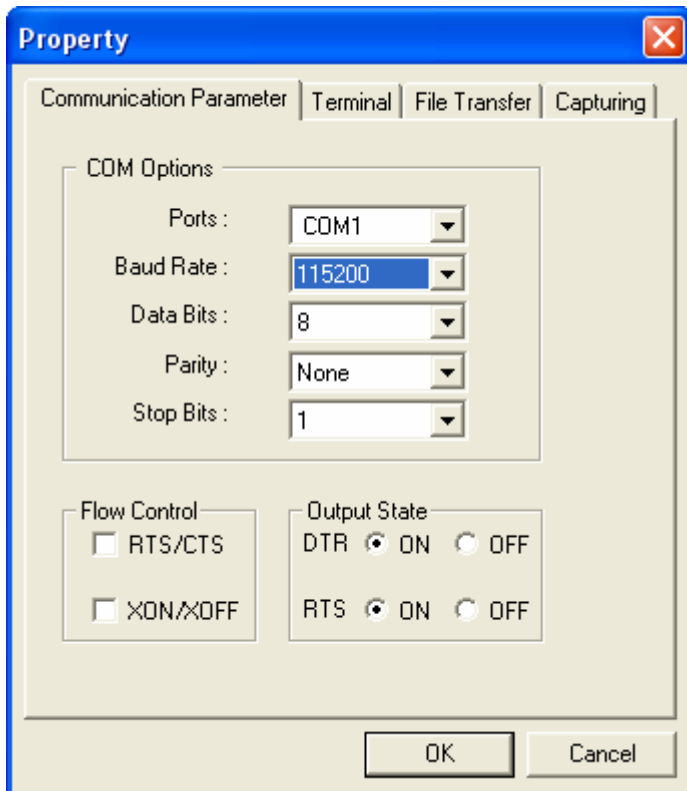 Property
Communication Parameter Terminal File Transfer Capturing
COM Options
Ports : COM1
Baud Rate : 115200
Data Bits : 8
Parity : None
Stop Bits : 1
Flow Control
RTS/CTS
XON/XOFF
Output State
DTR ON OFF
RTS ON OFF
OK Cancel